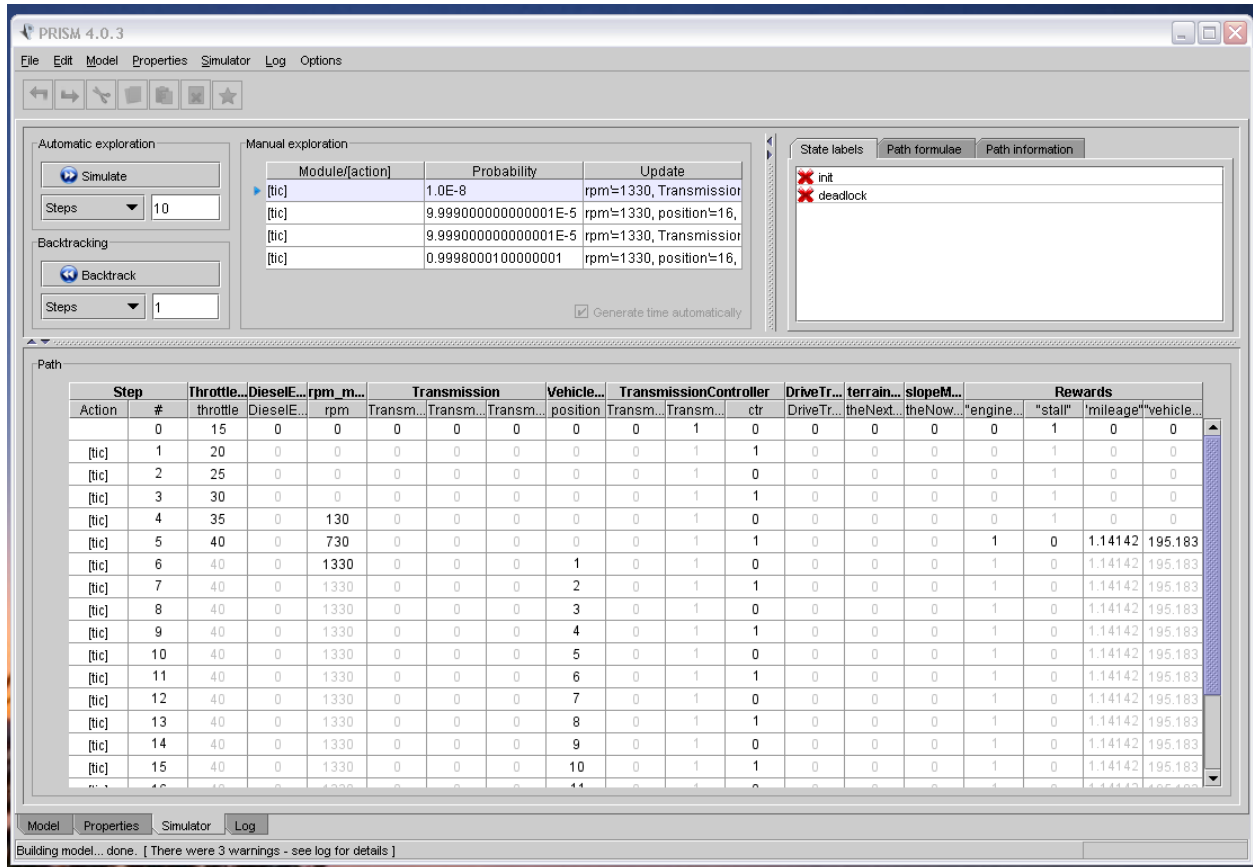 PRISM 4.0.3
File Edit Model Properties Simulator Log Options
Automatic exploration
Simulate
Steps 10
Backtracking
Backtrack
Steps 1
Manual exploration
Module/[action] Probability Update
[tic] 1.0E-8 rpm'=1330, Transmission
[tic] 9.999000000000001E-5 rpm'=1330, position'=16,
[tic] 9.999000000000001E-5 rpm'=1330, Transmission
[tic] 0.9998000100000001 rpm'=1330, position'=16,
Generate time automatically
State labels Path formulae Path information
init
deadlock
Path
Step Throttle... DieselE... rpm_m... Transmission Vehicle... TransmissionController DriveTr... terrain... slopeM... Rewards
Action # throttle DieselE... rpm Transm... Transm... Transm... position Transm... Transm... ctr DriveTr... theNext... theNow... "engine... "stall" "mileage" "vehicle...
0 15 0 0 0 0 0 0 0 1 0 0 0 0 0 1 0 0
[tic] 1 20 0 0 0 0 0 0 0 1 1 0 0 0 0 1 0 0
[tic] 2 25 0 0 0 0 0 0 0 1 0 0 0 0 0 1 0 0
[tic] 3 30 0 0 0 0 0 0 0 1 1 0 0 0 0 1 0 0
[tic] 4 35 0 130 0 0 0 0 0 1 0 0 0 0 0 1 0 0
[tic] 5 40 0 730 0 0 0 0 0 1 1 0 0 0 1 0 1.14142 195.183
[tic] 6 40 0 1330 0 0 0 1 0 1 0 0 0 0 1 0 1.14142 195.183
[tic] 7 40 0 1330 0 0 0 2 0 1 1 0 0 0 1 0 1.14142 195.183
[tic] 8 40 0 1330 0 0 0 3 0 1 0 0 0 0 1 0 1.14142 195.183
[tic] 9 40 0 1330 0 0 0 4 0 1 1 0 0 0 1 0 1.14142 195.183
[tic] 10 40 0 1330 0 0 0 5 0 1 0 0 0 0 1 0 1.14142 195.183
[tic] 11 40 0 1330 0 0 0 6 0 1 1 0 0 0 1 0 1.14142 195.183
[tic] 12 40 0 1330 0 0 0 7 0 1 0 0 0 0 1 0 1.14142 195.183
[tic] 13 40 0 1330 0 0 0 8 0 1 1 0 0 0 1 0 1.14142 195.183
[tic] 14 40 0 1330 0 0 0 9 0 1 0 0 0 0 1 0 1.14142 195.183
[tic] 15 40 0 1330 0 0 0 10 0 1 1 0 0 0 1 0 1.14142 195.183
Model Properties Simulator Log
Building model... done. [ There were 3 warnings - see log for details ]